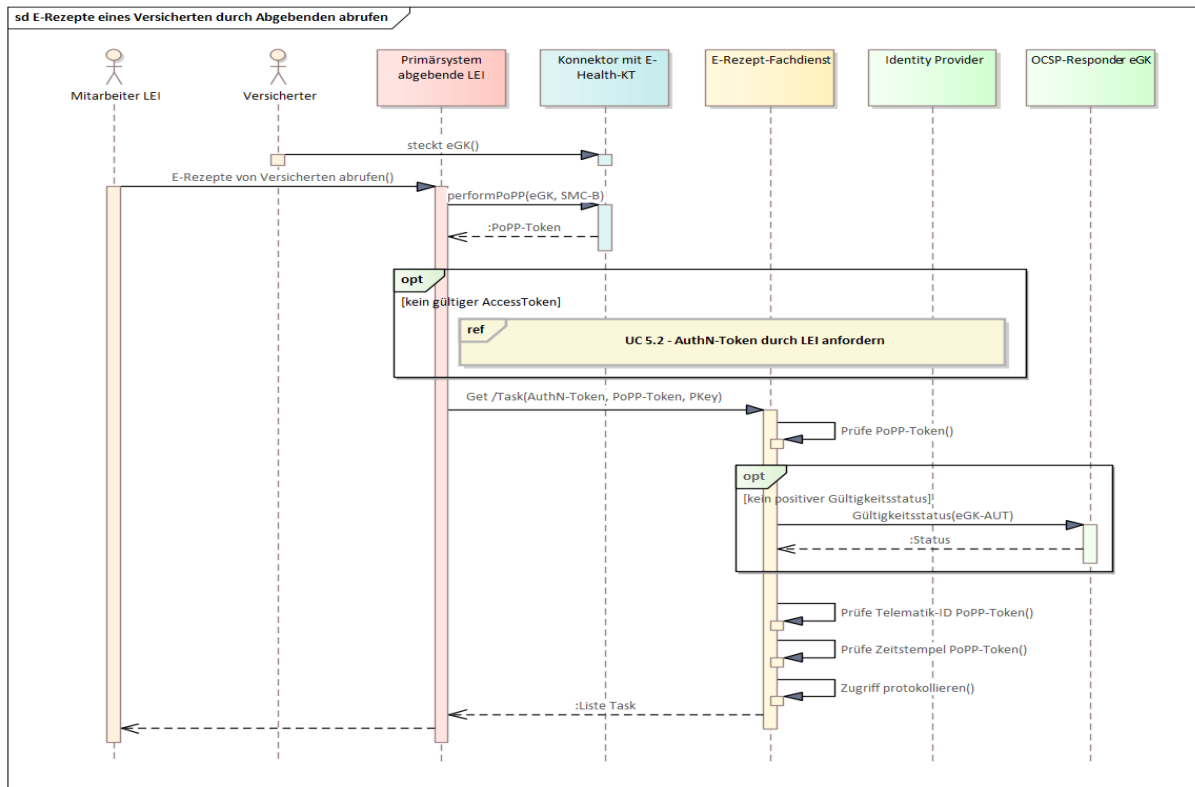 sd E-Rezepte eines Versicherten durch Abgebenden abrufen
Mitarbeiter LEI
Versicherter
Primärsystem
abgebende LEI
Konnektor mit E-
Health-KT
E-Rezept-Fachdienst
Identity Provider
OCSP-Responder eGK
steckt eGK()
E-Rezepte von Versicherten abrufen()
performPoPP(eGK, SMC-B)
:PoPP-Token
opt
[kein gültiger AccessToken]
ref
UC 5.2 - AuthN-Token durch LEI anfordern
Get /Task(AuthN-Token, PoPP-Token, PKey)
Prüfe PoPP-Token()
opt
[kein positiver Gültigkeitsstatus]
Gültigkeitsstatus(eGK-AUT)
:Status
Prüfe Telematik-ID PoPP-Token()
Prüfe Zeitstempel PoPP-Token()
Zugriff protokollieren()
:Liste Task